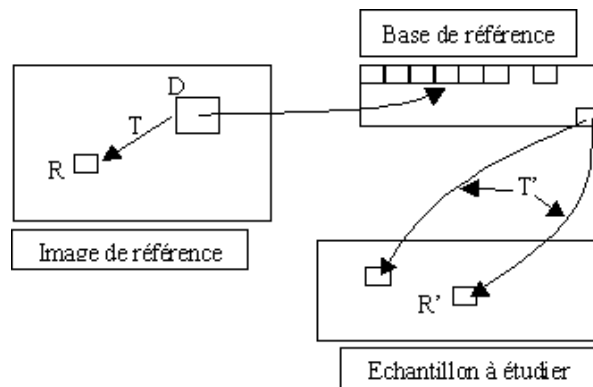 Base de référence
D
T
R
Image de référence
T'
R'
Echantillon à étudier